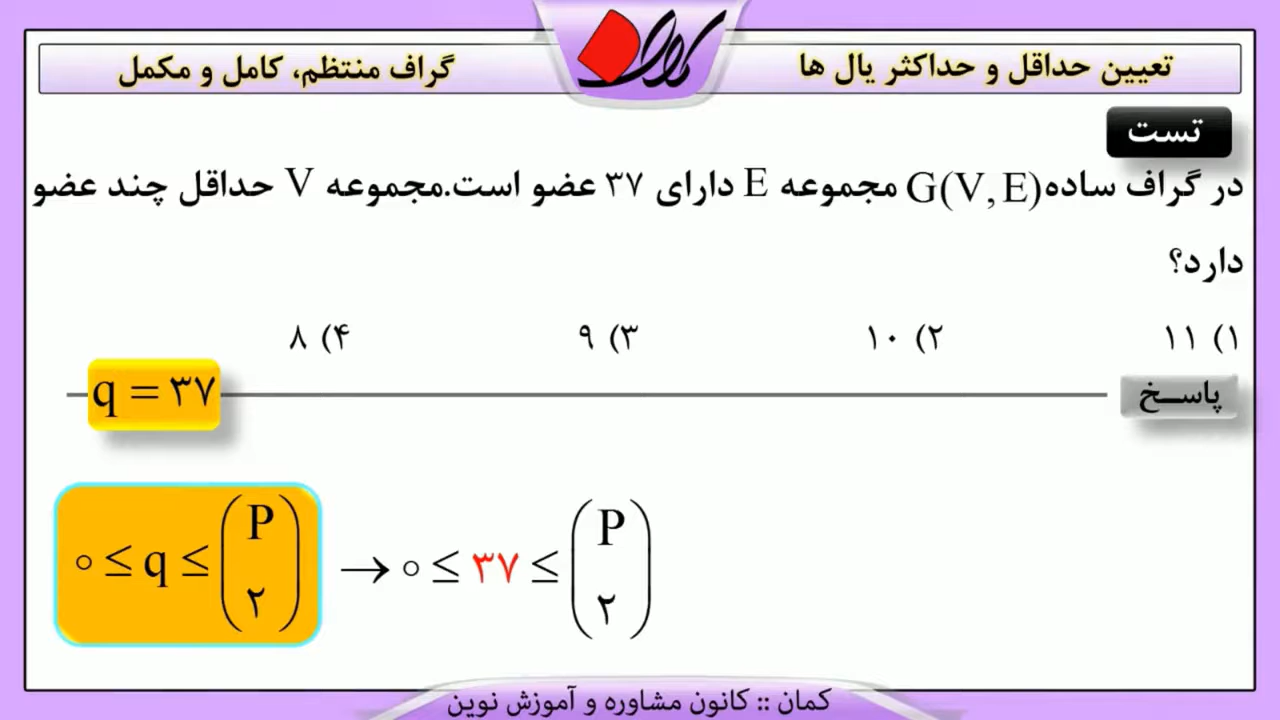 تعیین حداقل و حداکثر یال ها
کمان
گراف منتظم، کامل و مکمل
تست
در گراف ساده G(V,E) مجموعه E دارای ۳۷ عضو است.مجموعه V حداقل چند عضو
دارد؟
۱) ۱۱ ۲) ۱۰ ۳) ۹ ۴) ۸
پاسـخ
q = ۳۷
۰ ≤ q ≤ (P ۲) → ۰ ≤ ۳۷ ≤ (P ۲)
کمان :: کانون مشاوره و آموزش نوین